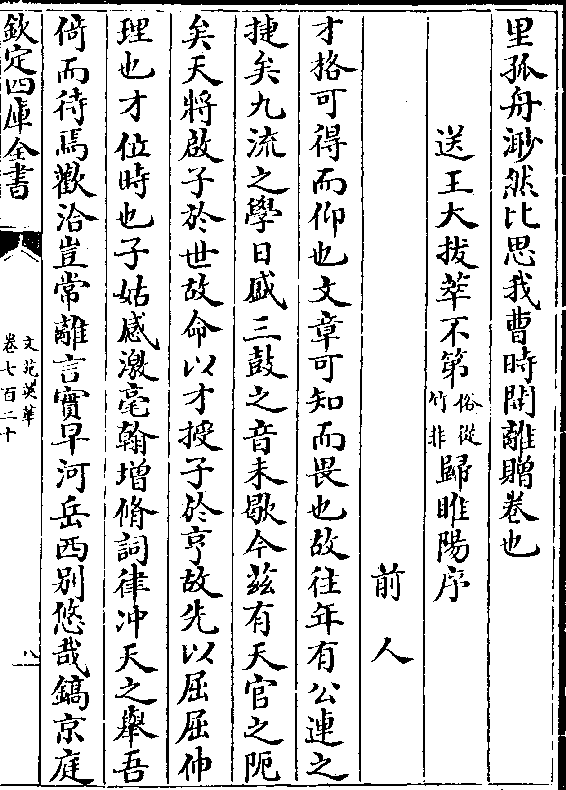 里孤舟渺然比思我曹時開離贈卷也
送王大拔萃不第俗從竹非歸睢陽序
前人
才格可得而仰也文章可知而畏也故往年有公連之
捷矣九流之學日盛三鼓之音未歇今茲有天官之阨
矣天將啟子於世故命以才授子於亨故先以屈屈伸
理也才位時也子姑感激毫翰增脩詞律冲天之舉吾
倚而待焉歡洽豈常離言實早河岳西別悠哉鎬京庭
欽定四庫全書
文苑英華
卷七百二十
八